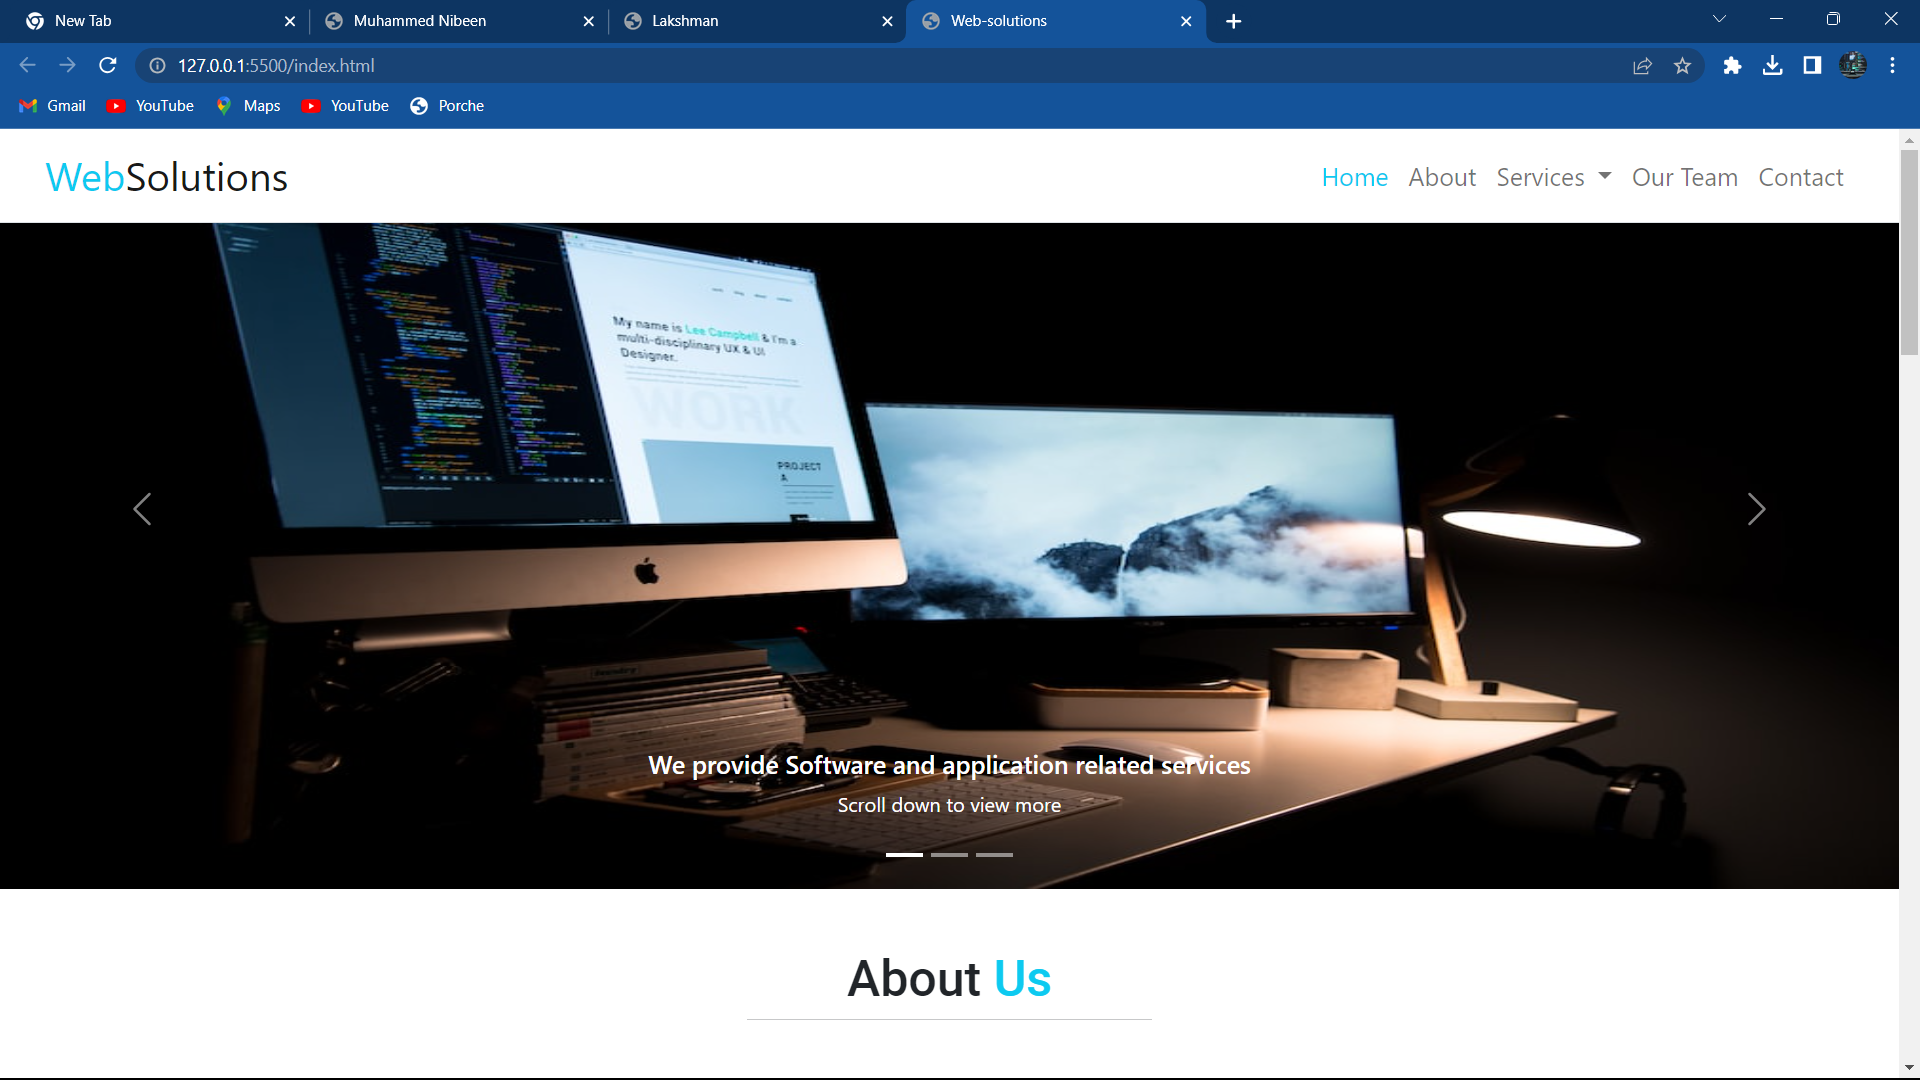 New Tab
Muhammed Nibeen
Lakshman
Web-solutions
127.0.0.1:5500/index.html
Gmail
YouTube
Maps
YouTube
Porche
WebSolutions
Home
About
Services
Our Team
Contact
My name is Lee Campbell & I'm a
multi-disciplinary UX & UI
Designer.
WORK
PROJECT
A
We provide Software and application related services
Scroll down to view more
About Us